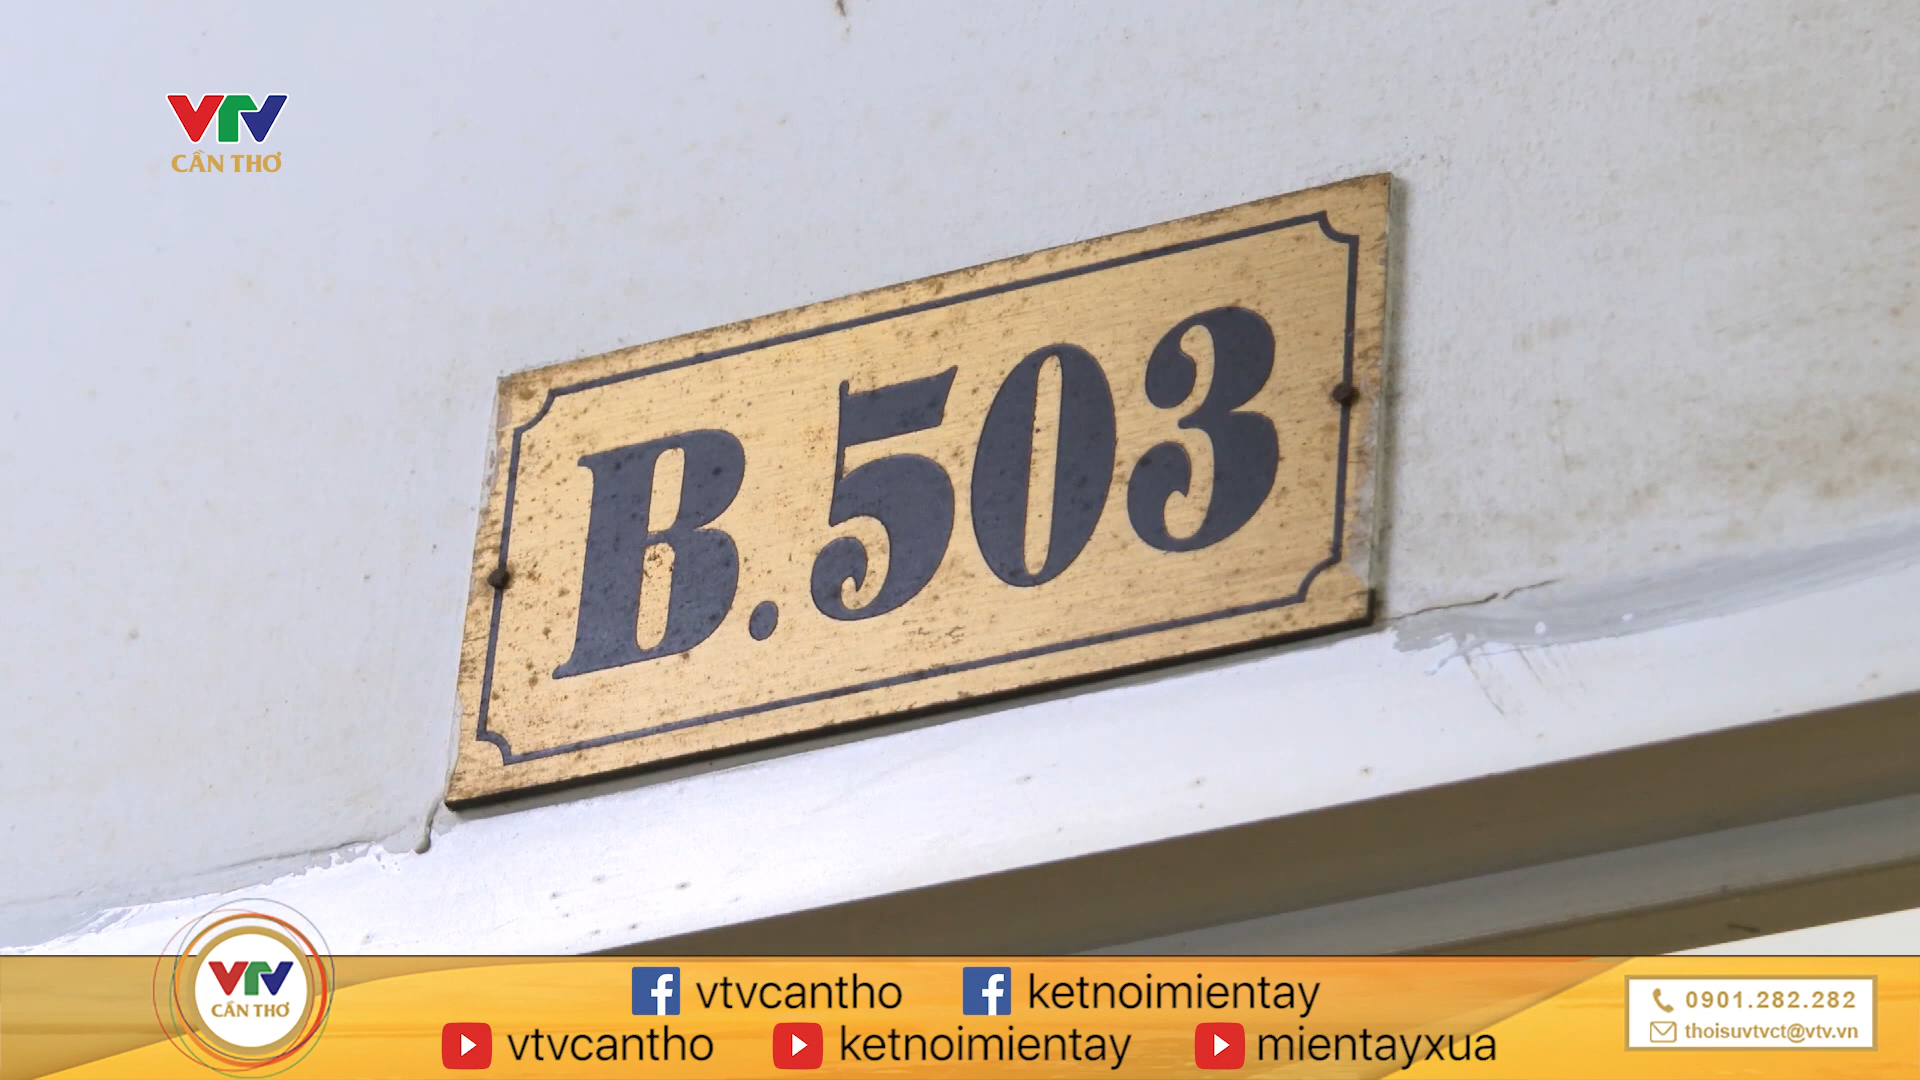 VTV
CẦN THƠ
B.503
VTV
CẦN THƠ
vtvcantho ketnoimientay
vtvcantho ketnoimientay mientayxua
0901.282.282
thoisuvtvct@vtv.vn